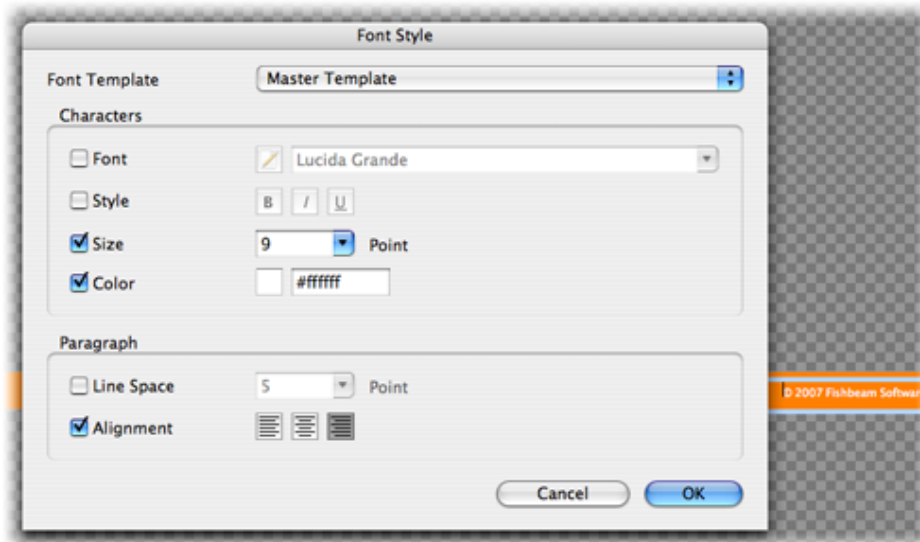 Font Style
Font Template Master Template
Characters
Font Lucida Grande
Style B I U
Size 9 Point
Color #ffffff
Paragraph
Line Space 5 Point
© 2007 Fishbeam Softwar
Alignment
Cancel OK